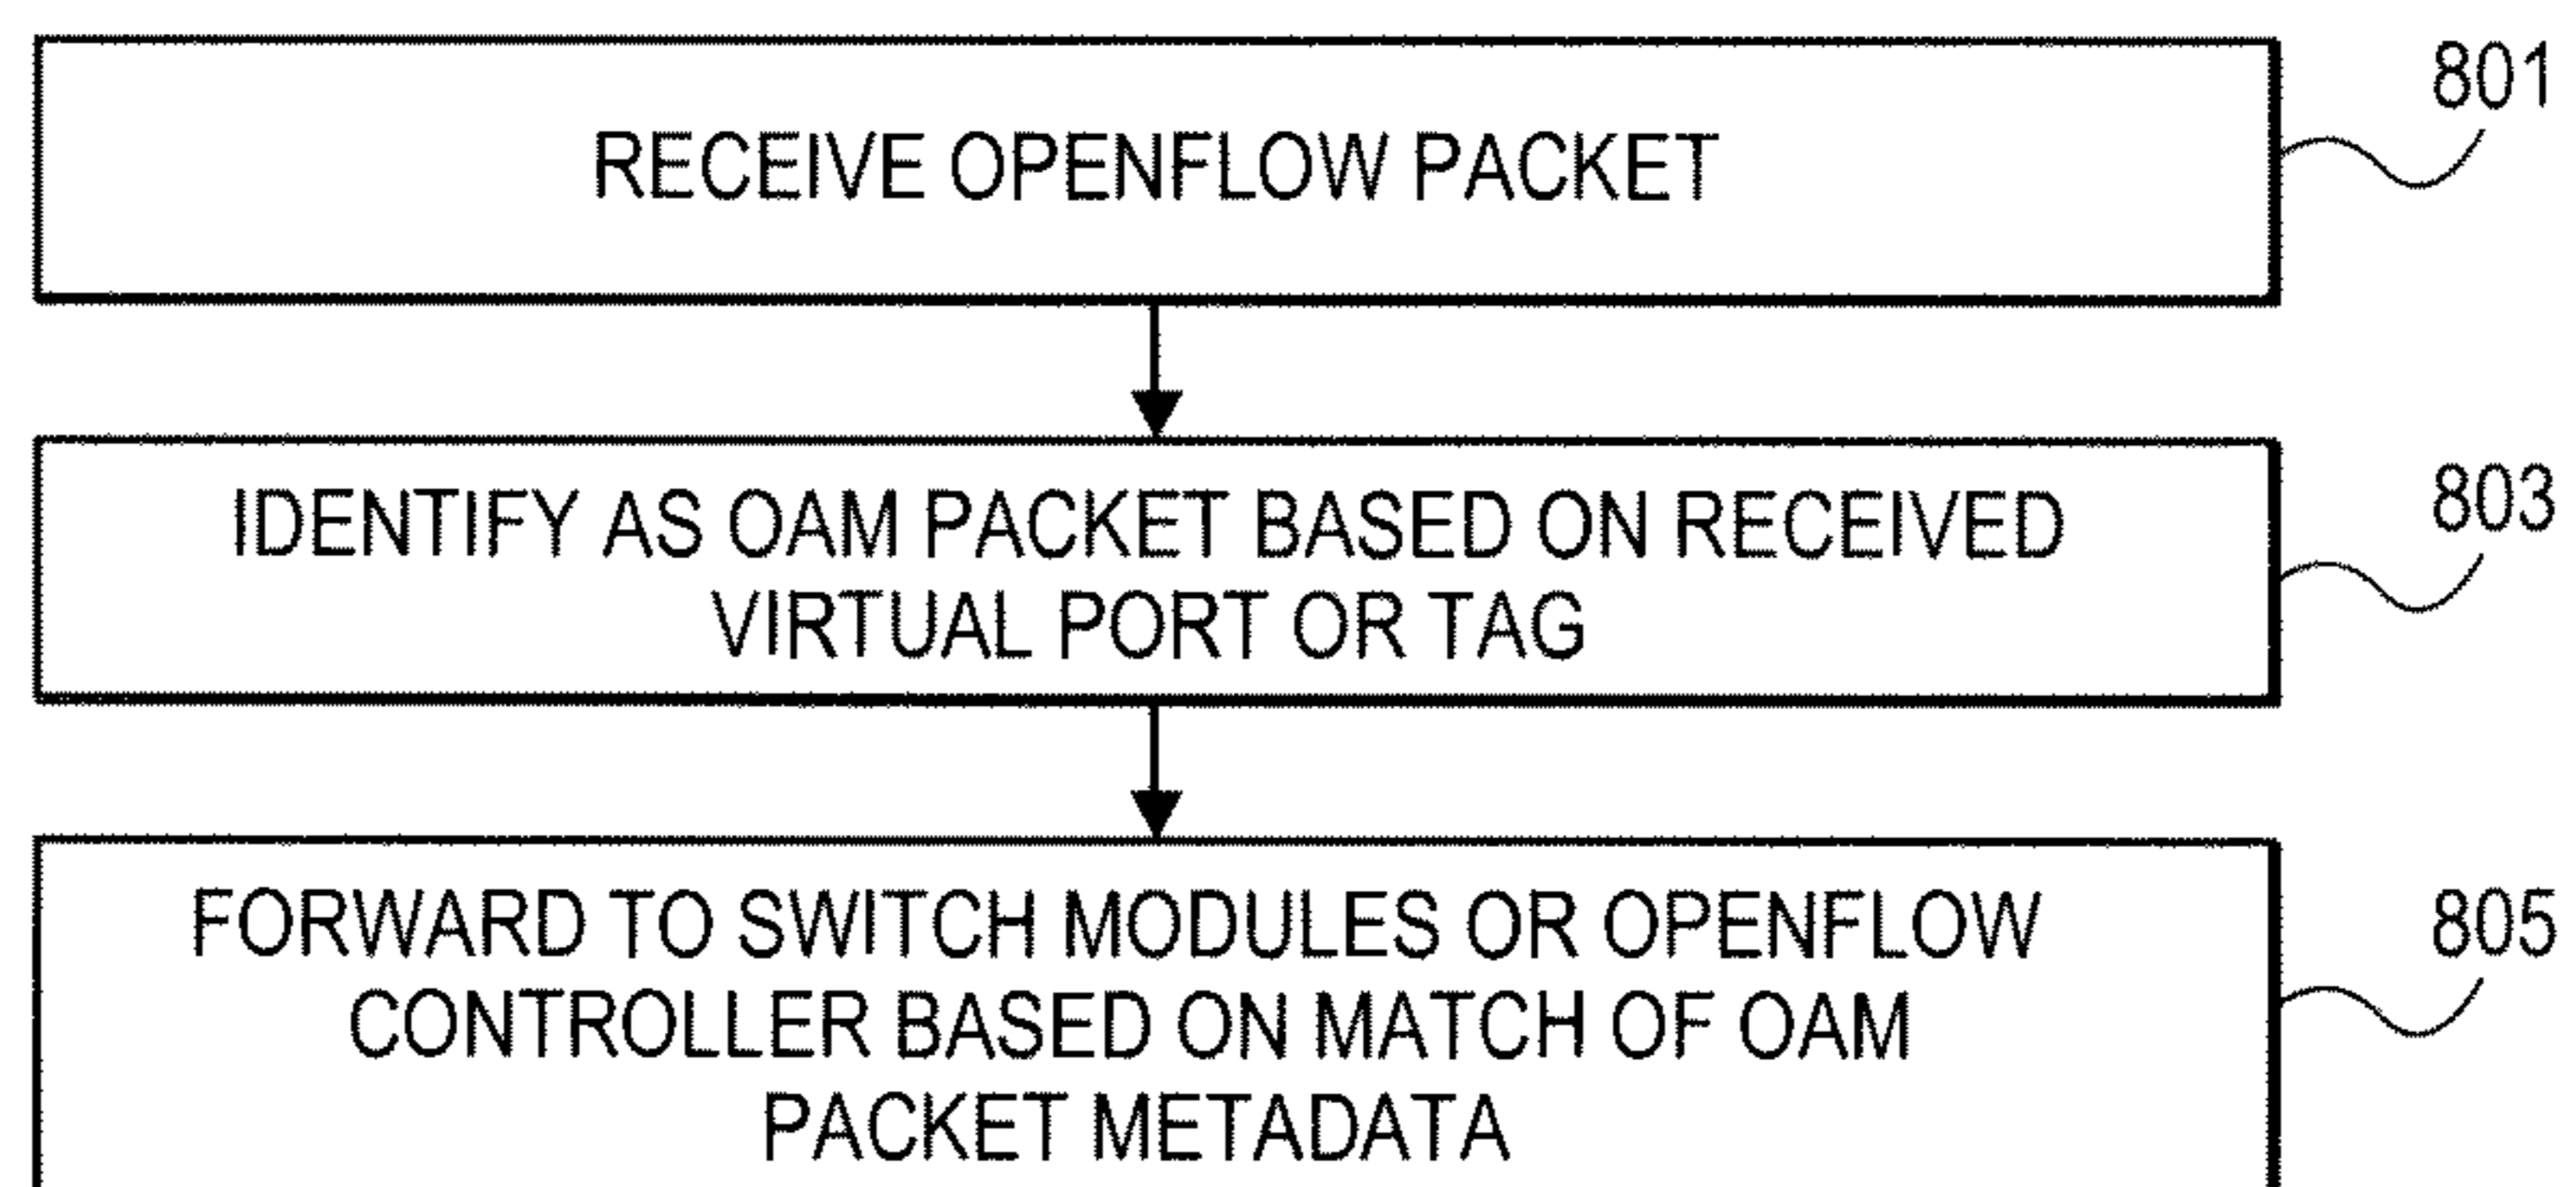 RECEIVE OPENFLOW PACKET
801
IDENTIFY AS OAM PACKET BASED ON RECEIVED
VIRTUAL PORT OR TAG
803
FORWARD TO SWITCH MODULES OR OPENFLOW
CONTROLLER BASED ON MATCH OF OAM
PACKET METADATA
805